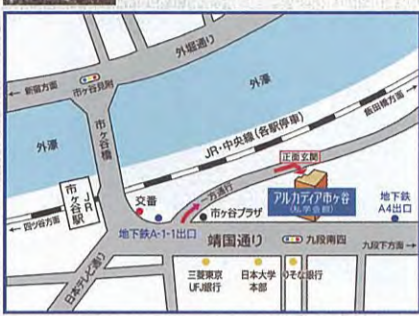 外堀通り
← 新宿方面
市ヶ谷見附
外濠
飯田橋方面 →
市ヶ谷橋
外濠
JR・中央線(各駅停車)
正面玄関
JR
市ヶ谷駅
交番
一方通行
アルカディア市ヶ谷
(私学会館)
地下鉄
A4出口
← 四ツ谷方面
地下鉄A-1-1出口
市ヶ谷プラザ
靖国通り
九段南四
九段下方面 →
日本テレビ通り
三菱東京
UFJ銀行
日本大学
本部
りそな銀行